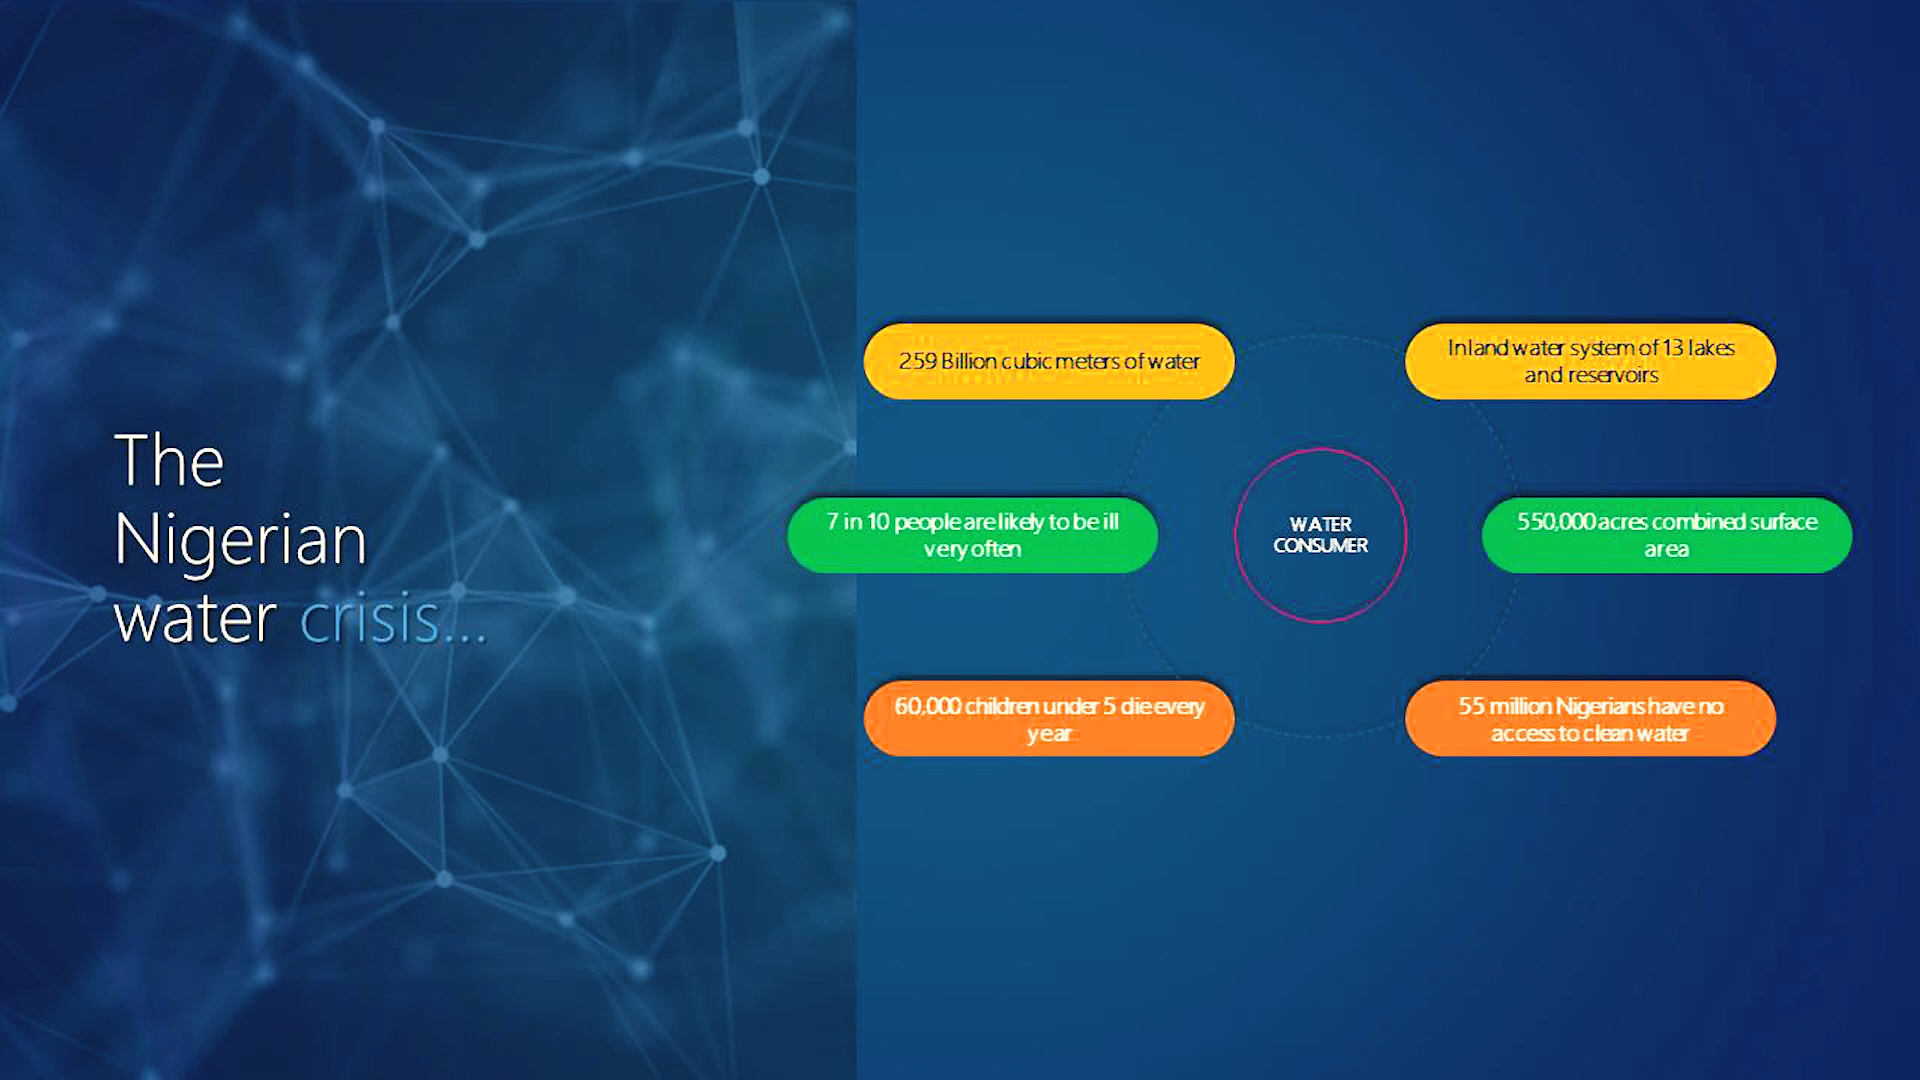 The
Nigerian
water crisis...
259 Billion cubic meters of water
Inland water system of 13 lakes
and reservoirs
7 in 10 people are likely to be ill
very often
WATER
CONSUMER
550,000 acres combined surface
area
60,000 children under 5 die every
year
55 million Nigerians have no
access to clean water